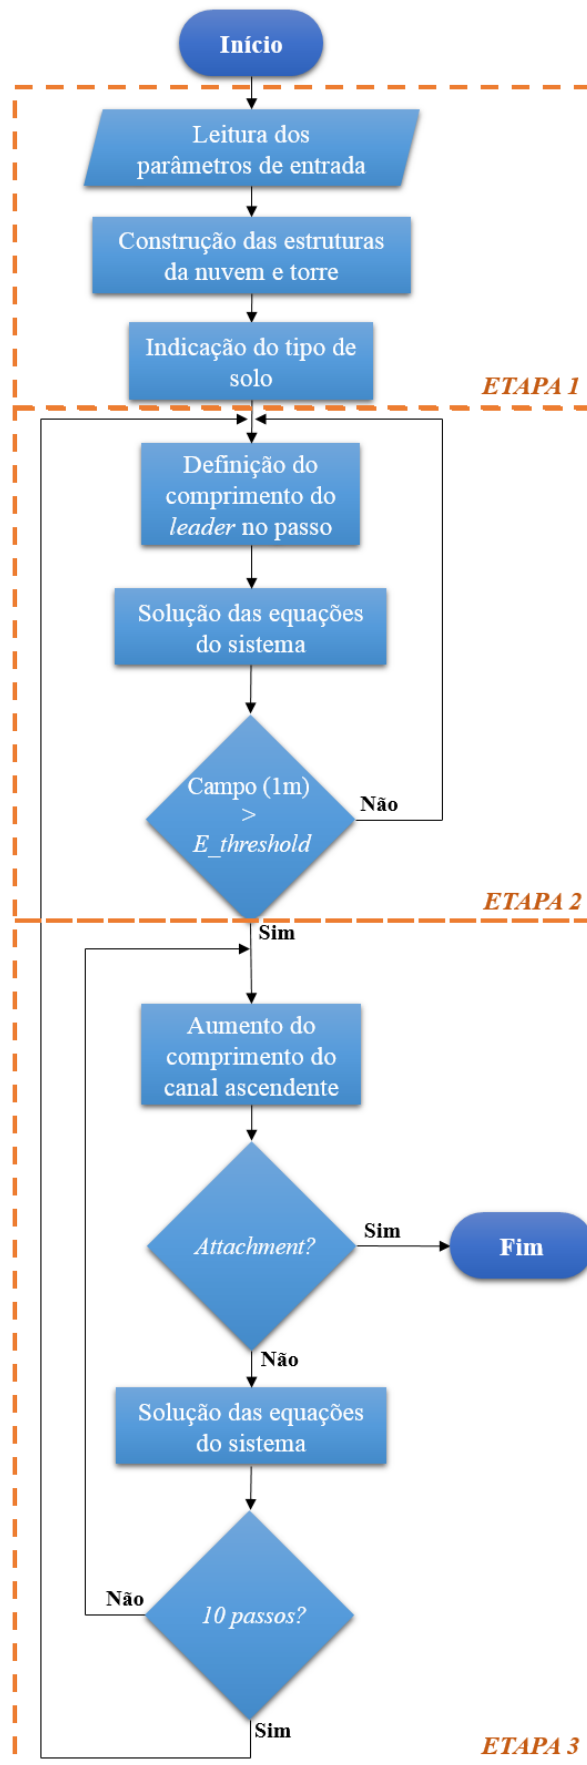 Início
Leitura dos
parâmetros de entrada
Construção das estruturas
da nuvem e torre
Indicação do tipo de
solo
ETAPA 1
Definição do
comprimento do
leader no passo
Solução das equações
do sistema
Campo (1m)
>
E_threshold
Não
ETAPA 2
Sim
Aumento do
comprimento do
canal ascendente
Attachment?
Sim
Fim
Não
Solução das equações
do sistema
Não
10 passos?
Sim
ETAPA 3